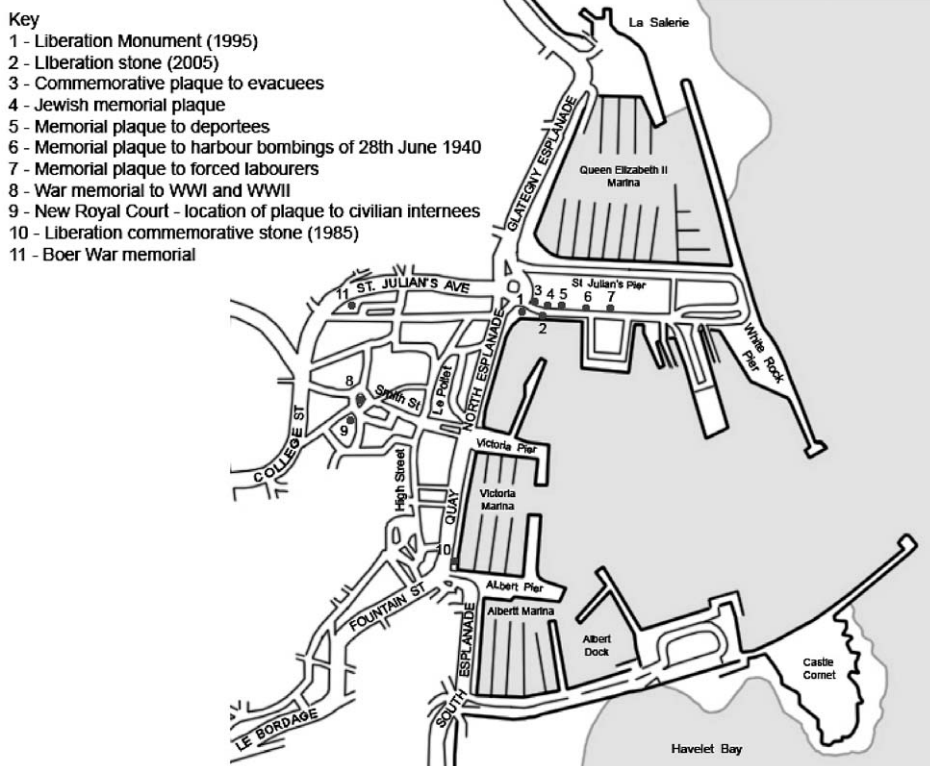 Key
1 - Liberation Monument (1995)
2 - LIberation stone (2005)
3 - Commemorative plaque to evacuees
4 - Jewish memorial plaque
5 - Memorial plaque to deportees
6 - Memorial plaque to harbour bombings of 28th June 1940
7 - Memorial plaque to forced labourers
8 - War memorial to WWI and WWII
9 - New Royal Court - location of plaque to civilian internees
10 - Liberation commemorative stone (1985)
11 - Boer War memorial
La Salerie
GLATEGNY ESPLANADE
Queen Elizabeth II
Marina
ST. JULIAN'S AVE
11
St Julian's Pier
3
4
5
6
7
1
2
NORTH ESPLANADE
White Rock
Pier
8
Smith St
Le Pollet
9
COLLEGE ST
High Street
Victoria Pier
Victoria
Marina
QUAY
10
Albert Pier
FOUNTAIN ST
Albertt Marina
Albert
Dock
SOUTH ESPLANADE
Castle
Cornet
LE BORDAGE
Havelet Bay